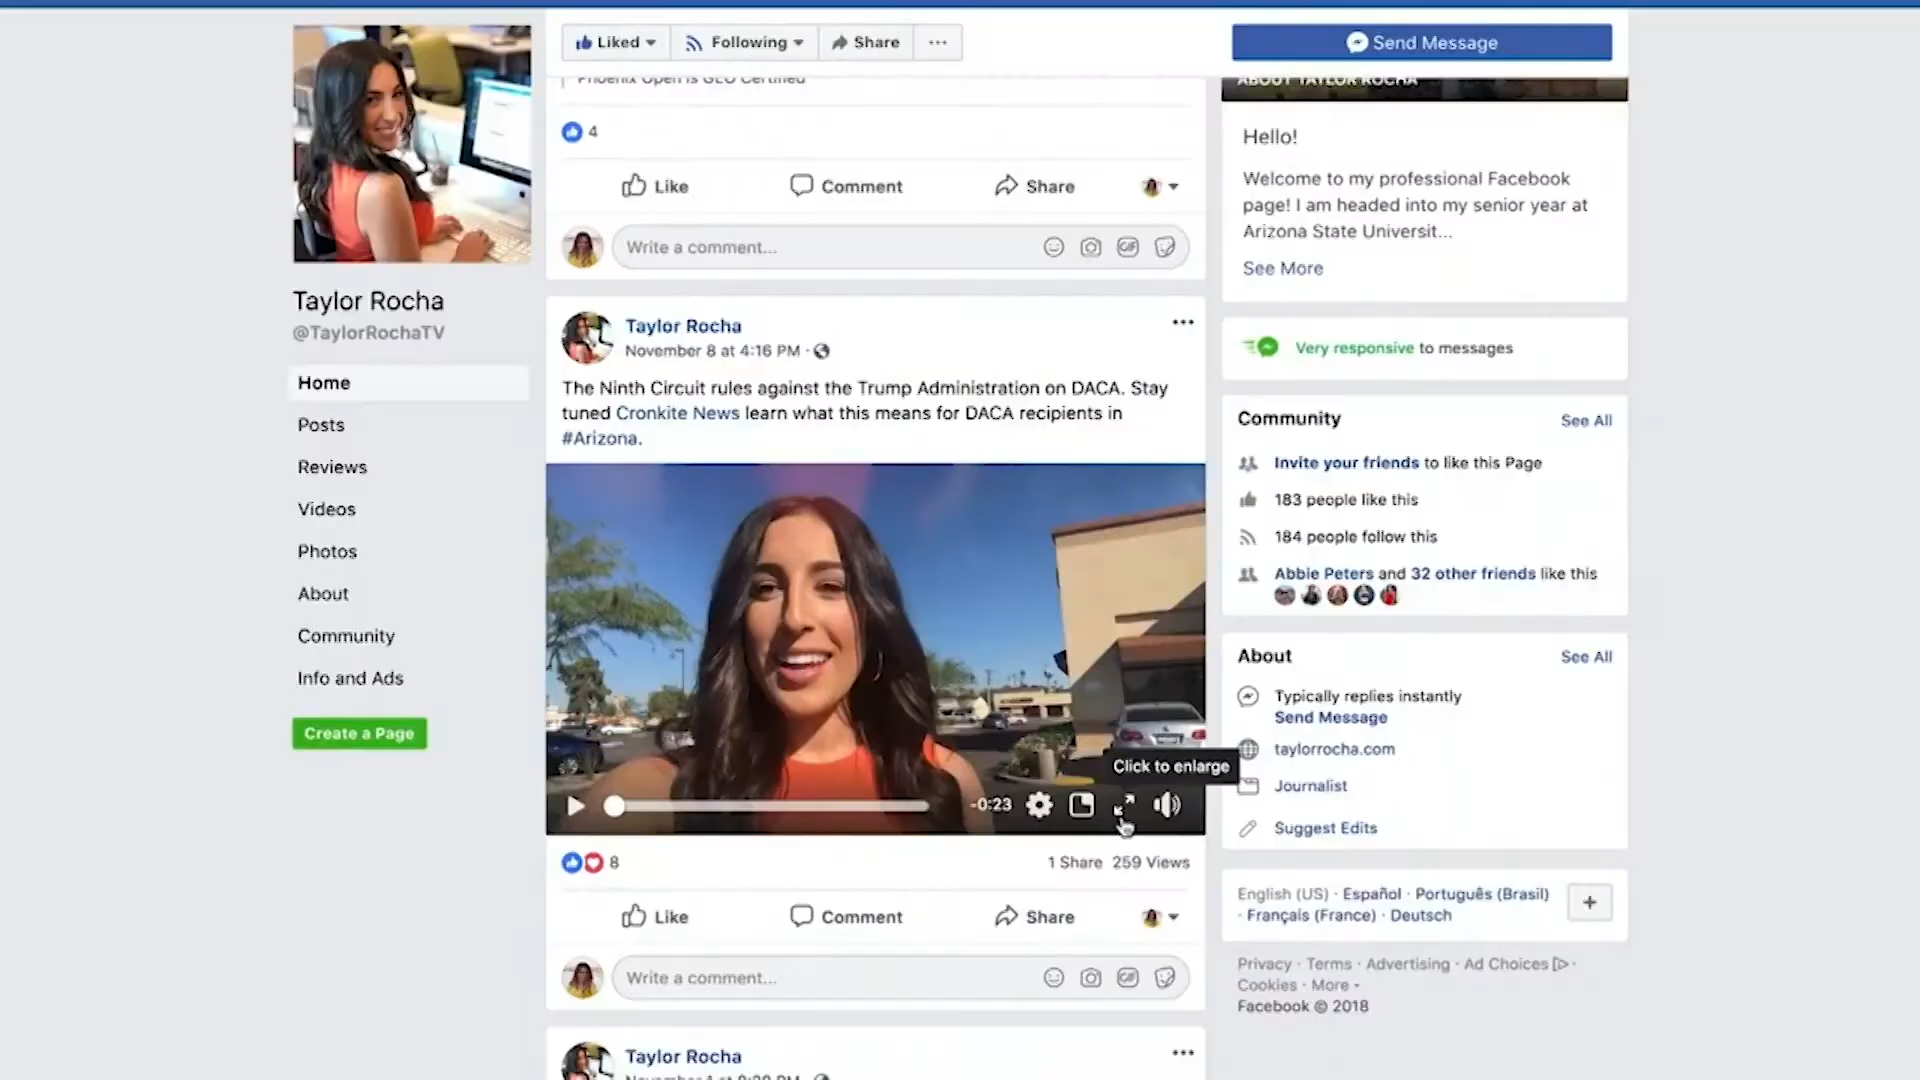 Liked
Following
Share
Send Message
Phoenix Open is GEO Certified
ABOUT TAYLOR ROCHA
4
Like
Comment
Share
Write a comment...
Taylor Rocha
@TaylorRochaTV
Home
Posts
Reviews
Videos
Photos
About
Community
Info and Ads
Create a Page
Taylor Rocha
November 8 at 4:16 PM ·
The Ninth Circuit rules against the Trump Administration on DACA. Stay
tuned Cronkite News learn what this means for DACA recipients in
#Arizona.
-0:23
Click to enlarge
8
1 Share 259 Views
Like
Comment
Share
Write a comment...
Taylor Rocha
Hello!
Welcome to my professional Facebook
page! I am headed into my senior year at
Arizona State Universit...
See More
Very responsive to messages
Community
See All
Invite your friends to like this Page
183 people like this
184 people follow this
Abbie Peters and 32 other friends like this
About
See All
Typically replies instantly
Send Message
taylorrocha.com
Journalist
Suggest Edits
English (US) · Español · Português (Brasil)
· Français (France) · Deutsch
+
Privacy · Terms · Advertising · Ad Choices ·
Cookies · More
Facebook © 2018